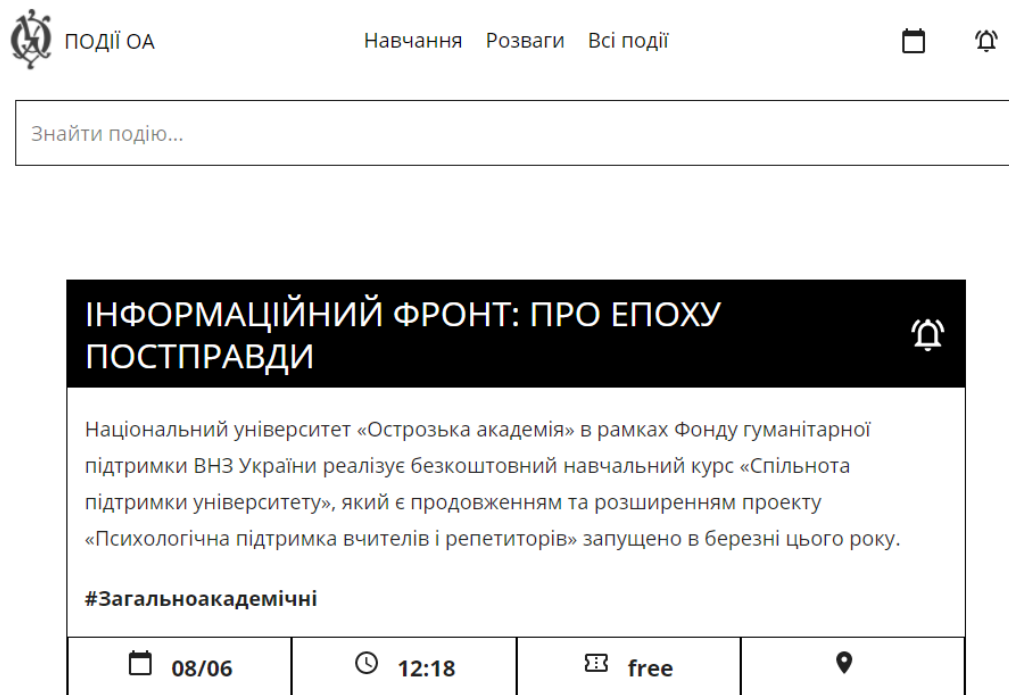 ПОДІЇ ОА
Навчання Розваги Всі події
Знайти подію...
ІНФОРМАЦІЙНИЙ ФРОНТ: ПРО ЕПОХУ
ПОСТПРАВДИ
Національний університет «Острозька академія» в рамках Фонду гуманітарної
підтримки ВНЗ України реалізує безкоштовний навчальний курс «Спільнота
підтримки університету», який є продовженням та розширенням проекту
«Психологічна підтримка вчителів і репетиторів» запущено в березні цього року.
#Загальноакадемічні
08/06 12:18 free